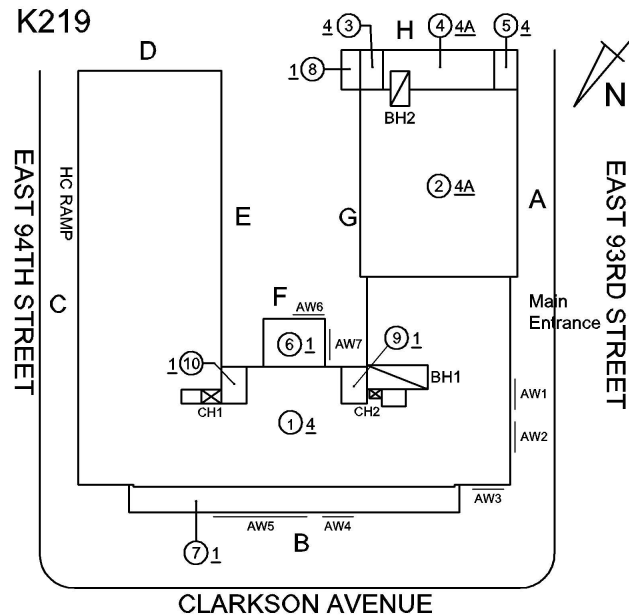 K219
D
H
4 3
4 4A
5 4
1 8
BH2
N
EAST 94TH STREET
HC RAMP
2 4A
A
EAST 93RD STREET
E
G
C
F
AW6
Main
Entrance
6 1
AW7
9 1
1 10
BH1
CH1
CH2
AW1
1 4
AW2
AW3
AW5
AW4
B
7 1
CLARKSON AVENUE